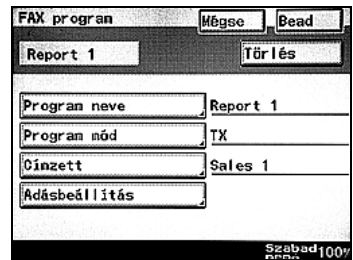 FAX program Mégse Bead
Report 1 Törlés
Program neve Report 1
Program mód TX
Címzett Sales 1
Adásbeállítás
Szabad 100%